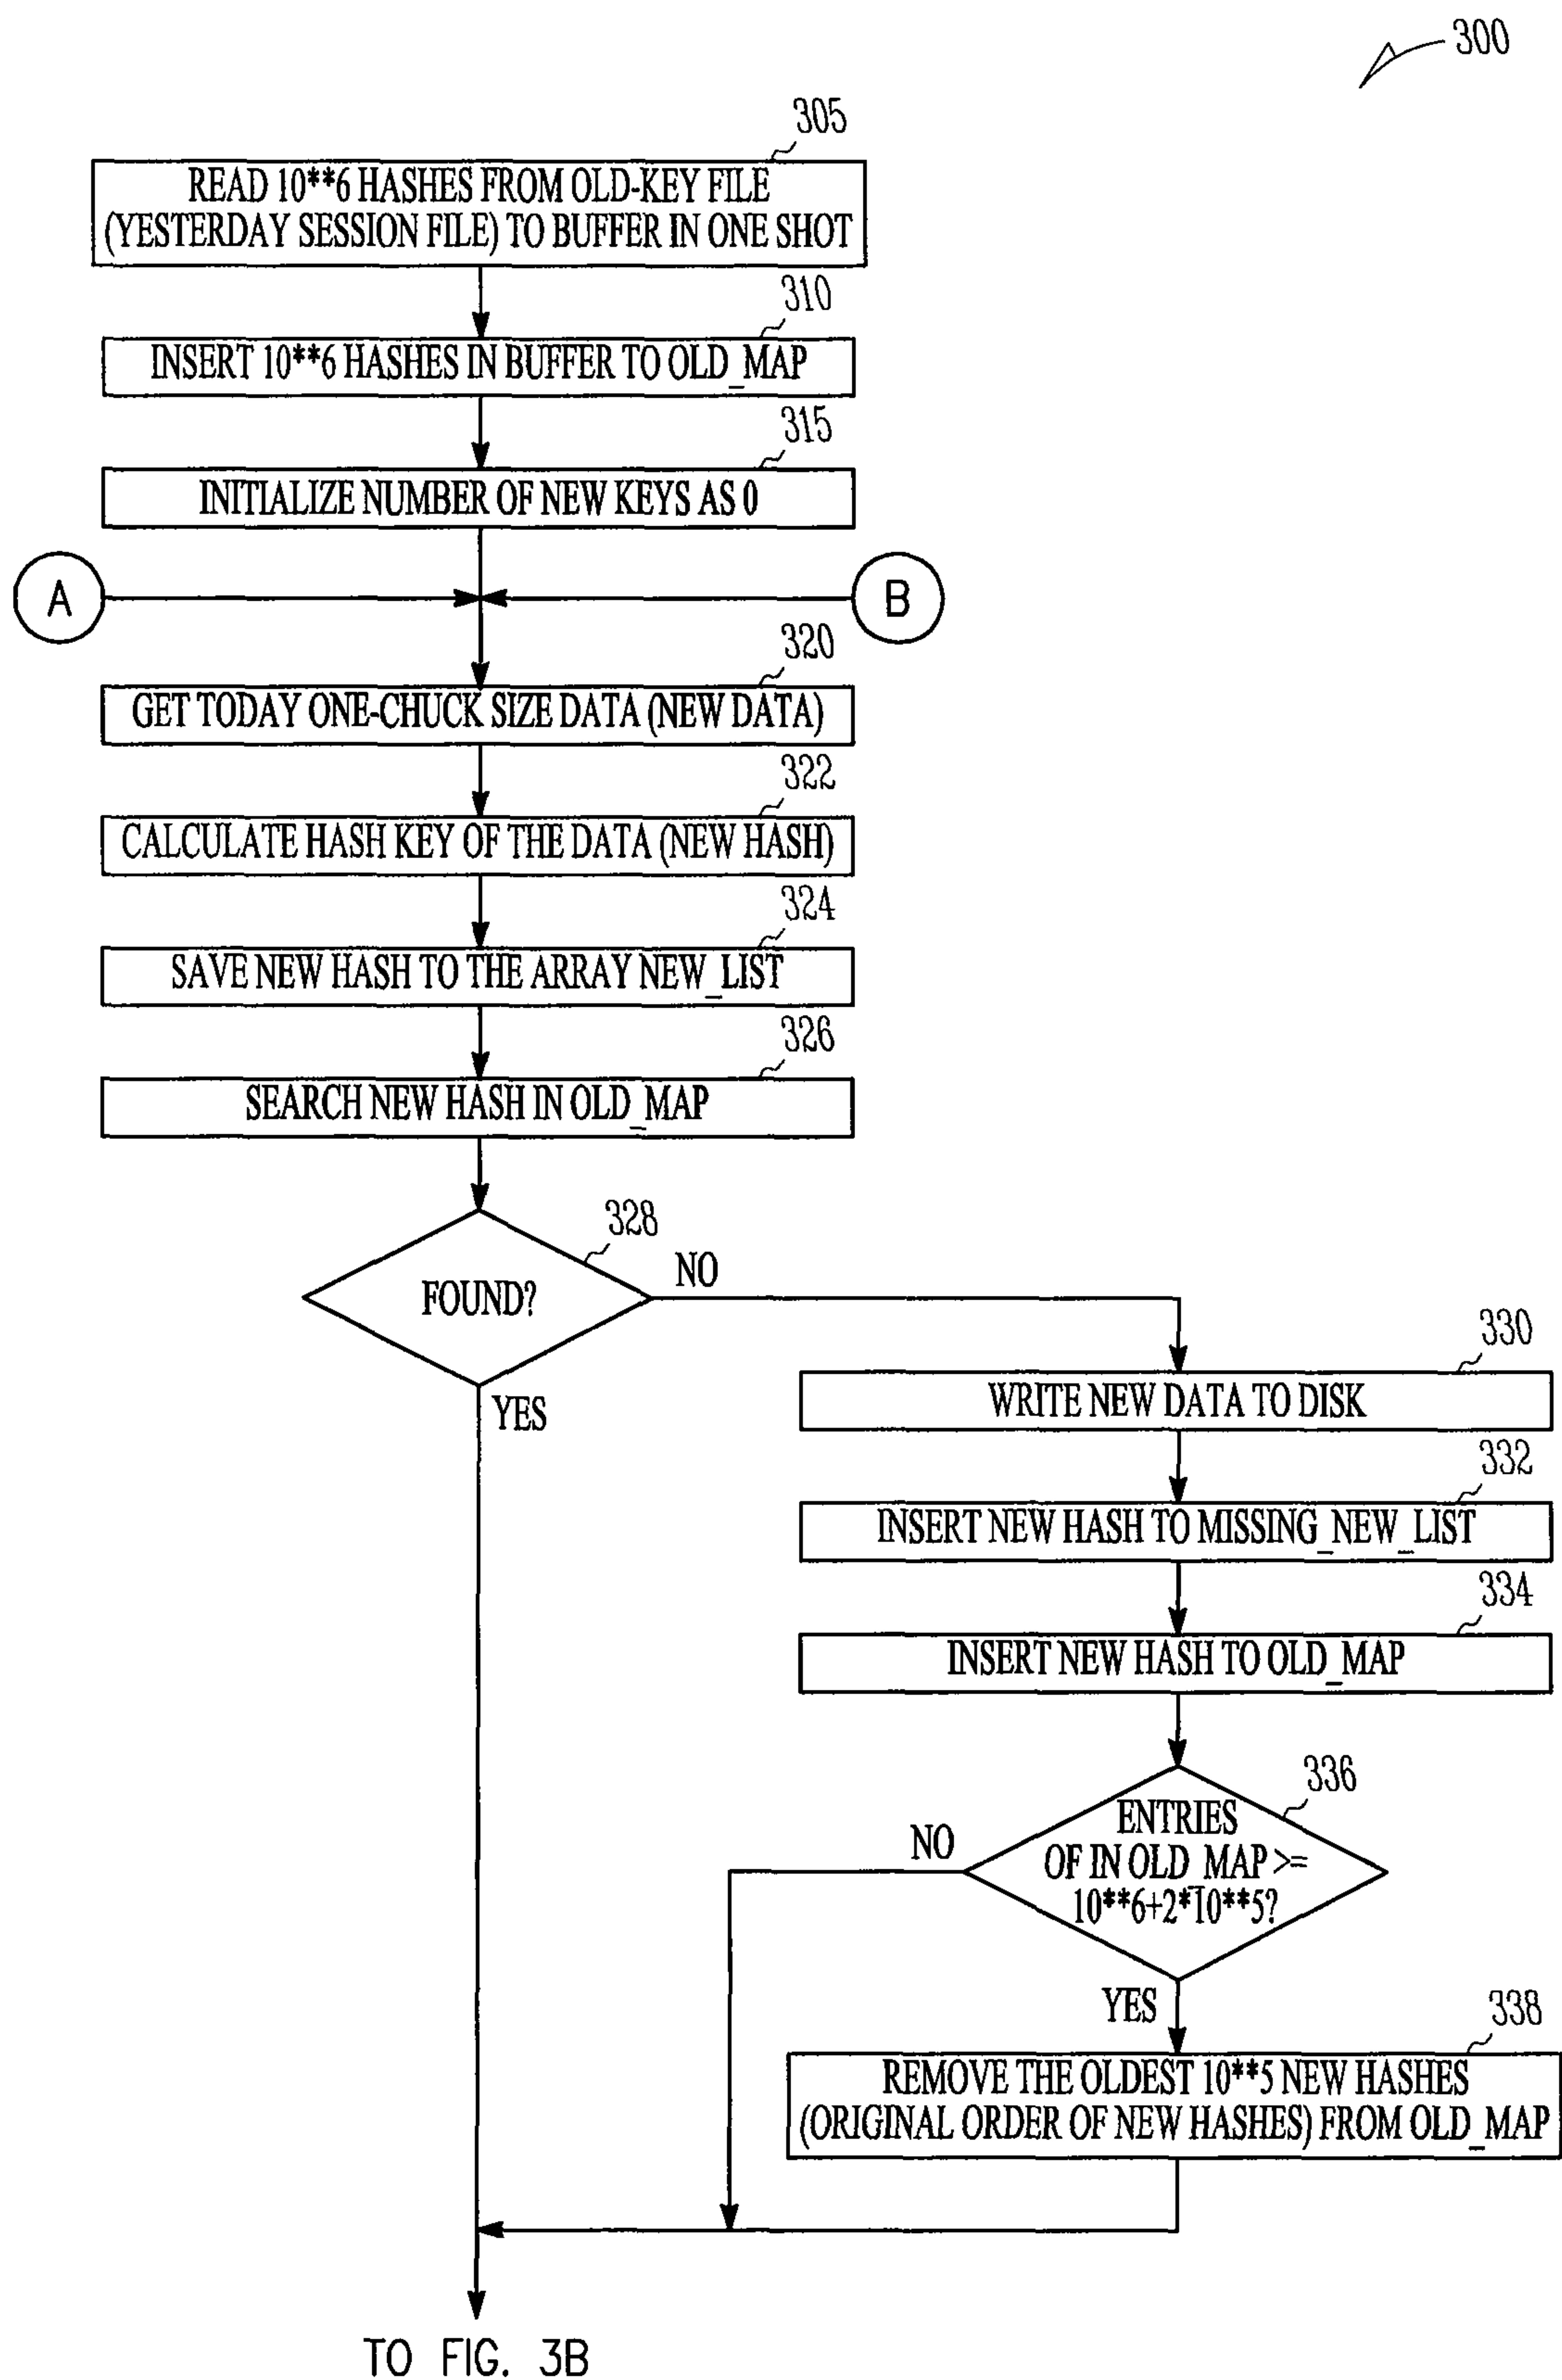 300
305
READ 10**6 HASHES FROM OLD-KEY FILE
(YESTERDAY SESSION FILE) TO BUFFER IN ONE SHOT
310
INSERT 10**6 HASHES IN BUFFER TO OLD_MAP
315
INITIALIZE NUMBER OF NEW KEYS AS 0
A
B
320
GET TODAY ONE-CHUCK SIZE DATA (NEW DATA)
322
CALCULATE HASH KEY OF THE DATA (NEW HASH)
324
SAVE NEW HASH TO THE ARRAY NEW_LIST
326
SEARCH NEW HASH IN OLD_MAP
328
FOUND?
NO
YES
330
WRITE NEW DATA TO DISK
332
INSERT NEW HASH TO MISSING_NEW_LIST
334
INSERT NEW HASH TO OLD_MAP
336
ENTRIES
OF IN OLD_MAP >=
10**6+2*10**5?
NO
YES
338
REMOVE THE OLDEST 10**5 NEW HASHES
(ORIGINAL ORDER OF NEW HASHES) FROM OLD_MAP
TO FIG. 3B